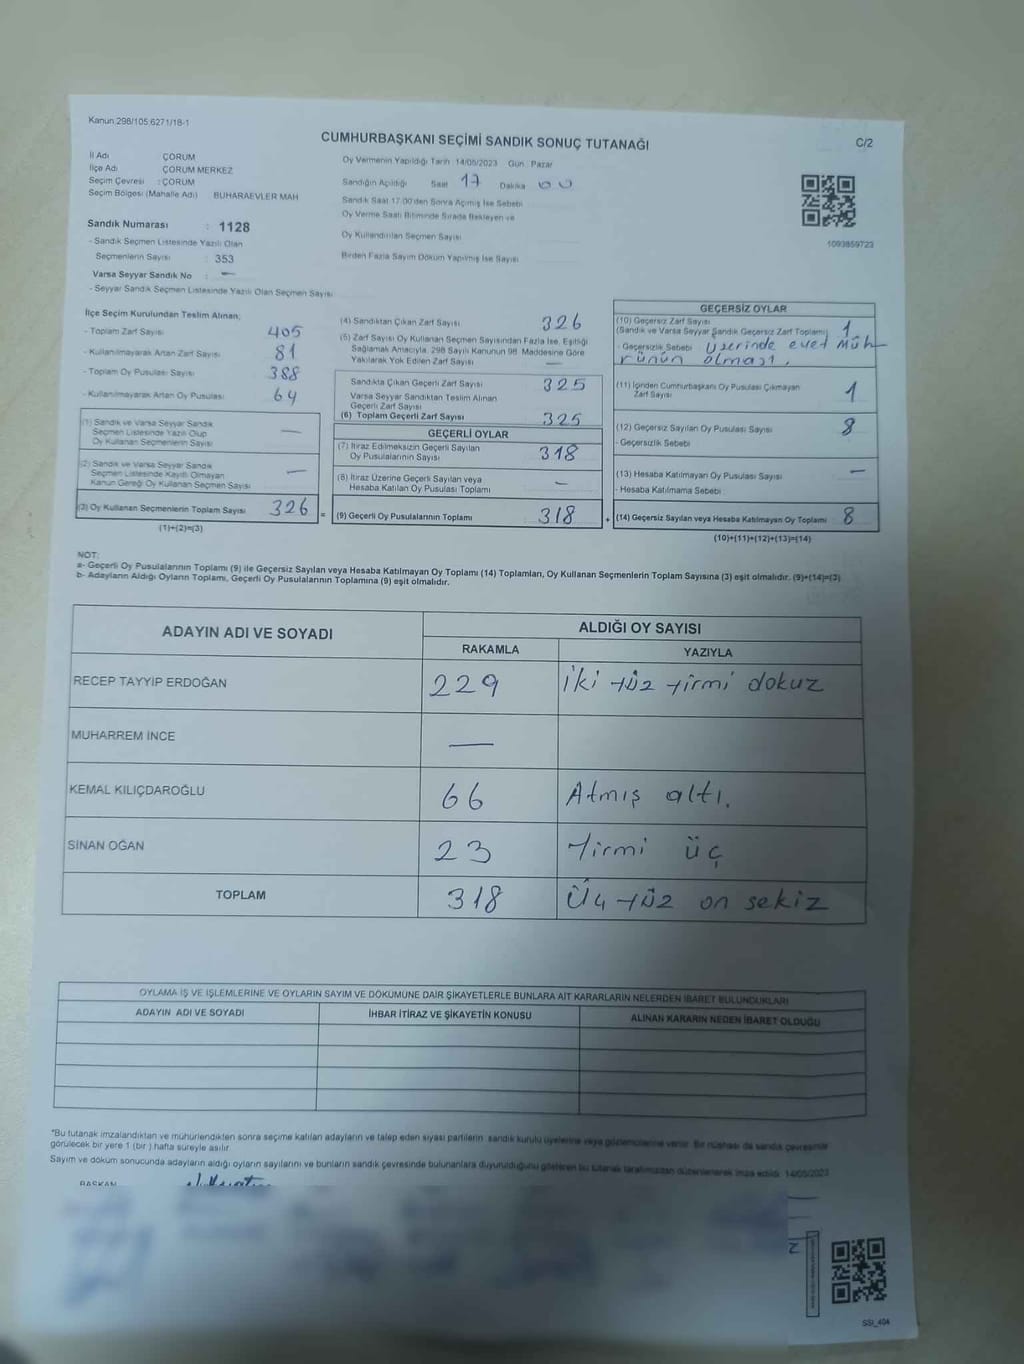 Kanun 298/105.6271/18-1
CUMHURBAŞKANI SEÇİMİ SANDIK SONUÇ TUTANAĞI
C/2
İl Adı ÇORUM
İlçe Adı ÇORUM MERKEZ
Seçim Çevresi : ÇORUM
Seçim Bölgesi (Mahalle Adı) BUHARAEVLER MAH
Sandık Numarası : 1128
- Sandık Seçmen Listesinde Yazılı Olan
Seçmenlerin Sayısı : 353
Varsa Seyyar Sandık No : —
- Seyyar Sandık Seçmen Listesinde Yazılı Olan Seçmen Sayısı
Oy Vermenin Yapıldığı Tarih 14/05/2023 Gün : Pazar
Sandığın Açıldığı Saat 17 Dakika 00
Sandık Saat 17:00'den Sonra Açılmış İse Sebebi
Oy Verme Saati Bitiminde Sırada Bekleyen ve
Oy Kullandırılan Seçmen Sayısı
Birden Fazla Sayım Döküm Yapılmış İse Sayısı
1093859723
İlçe Seçim Kurulundan Teslim Alınan;
- Toplam Zarf Sayısı 405
- Kullanılmayarak Artan Zarf Sayısı 81
- Toplam Oy Pusulası Sayısı 388
- Kullanılmayarak Artan Oy Pusulası 64
(1) Sandık ve Varsa Seyyar Sandık
Seçmen Listesinde Yazılı Olup
Oy Kullanan Seçmenlerin Sayısı —
(2) Sandık ve Varsa Seyyar Sandık
Seçmen Listesinde Kayıtlı Olmayan
Kanun Gereği Oy Kullanan Seçmen Sayısı —
(3) Oy Kullanan Seçmenlerin Toplam Sayısı 326
(1)+(2)=(3)
(4) Sandıktan Çıkan Zarf Sayısı 326
(5) Zarf Sayısı Oy Kullanan Seçmen Sayısından Fazla İse, Eşitliği
Sağlamak Amacıyla, 298 Sayılı Kanunun 98. Maddesine Göre
Yakılarak Yok Edilen Zarf Sayısı —
Sandıkta Çıkan Geçerli Zarf Sayısı 325
Varsa Seyyar Sandıktan Teslim Alınan
Geçerli Zarf Sayısı
(6) Toplam Geçerli Zarf Sayısı 325
GEÇERLİ OYLAR
(7) İtiraz Edilmeksizin Geçerli Sayılan
Oy Pusulalarının Sayısı 318
(8) İtiraz Üzerine Geçerli Sayılan veya
Hesaba Katılan Oy Pusulası Toplamı —
= (9) Geçerli Oy Pusulalarının Toplamı 318
GEÇERSİZ OYLAR
(10) Geçersiz Zarf Sayısı
(Sandık ve Varsa Seyyar Sandık Geçersiz Zarf Toplamı) 1
- Geçersizlik Sebebi Üzerinde evet Müh
rünün olması.
(11) İçinden Cumhurbaşkanı Oy Pusulası Çıkmayan
Zarf Sayısı 1
(12) Geçersiz Sayılan Oy Pusulası Sayısı 8
- Geçersizlik Sebebi
(13) Hesaba Katılmayan Oy Pusulası Sayısı —
- Hesaba Katılmama Sebebi
+ (14) Geçersiz Sayılan veya Hesaba Katılmayan Oy Toplamı 8
(10)+(11)+(12)+(13)=(14)
NOT:
a- Geçerli Oy Pusulalarının Toplamı (9) ile Geçersiz Sayılan veya Hesaba Katılmayan Oy Toplamı (14) Toplamları, Oy Kullanan Seçmenlerin Toplam Sayısına (3) eşit olmalıdır. (9)+(14)=(3)
b- Adayların Aldığı Oyların Toplamı, Geçerli Oy Pusulalarının Toplamına (9) eşit olmalıdır.
ADAYIN ADI VE SOYADI
ALDIĞI OY SAYISI
RAKAMLA YAZIYLA
RECEP TAYYİP ERDOĞAN 229 İki yüz yirmi dokuz
MUHARREM İNCE —
KEMAL KILIÇDAROĞLU 66 Atmış altı.
SİNAN OĞAN 23 Yirmi üç
TOPLAM 318 Üç yüz on sekiz
OYLAMA İŞ VE İŞLEMLERİNE VE OYLARIN SAYIM VE DÖKÜMÜNE DAİR ŞİKAYETLERLE BUNLARA AİT KARARLARIN NELERDEN İBARET BULUNDUKLARI
ADAYIN ADI VE SOYADI İHBAR İTİRAZ VE ŞİKAYETİN KONUSU ALINAN KARARIN NEDEN İBARET OLDUĞU
*Bu tutanak imzalandıktan ve mühürlendikten sonra seçime katılan adayların ve talep eden siyasi partilerin sandık kurulu üyelerine veya gözlemcilerine verilir. Bir nüshası da sandık çevresinde
görülecek bir yere 1 (bir) hafta süreyle asılır
Sayım ve döküm sonucunda adayların aldığı oyların sayılarını ve bunların sandık çevresinde bulunanlara duyurulduğunu gösteren bu tutanak tarafımızdan düzenlenerek imza edildi. 14/05/2023
BAŞKAN
SSI_404